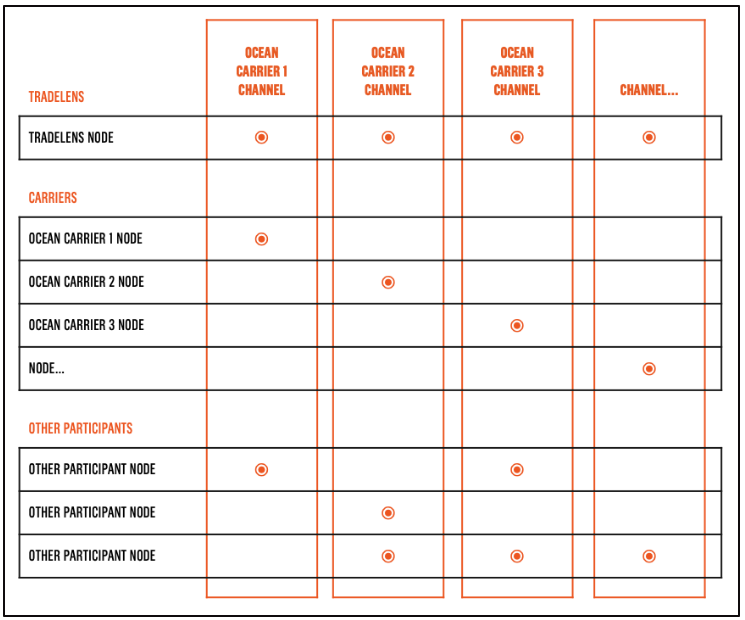 OCEAN
CARRIER 1
CHANNEL
OCEAN
CARRIER 2
CHANNEL
OCEAN
CARRIER 3
CHANNEL
CHANNEL...
TRADELENS
TRADELENS NODE
CARRIERS
OCEAN CARRIER 1 NODE
OCEAN CARRIER 2 NODE
OCEAN CARRIER 3 NODE
NODE...
OTHER PARTICIPANTS
OTHER PARTICIPANT NODE
OTHER PARTICIPANT NODE
OTHER PARTICIPANT NODE